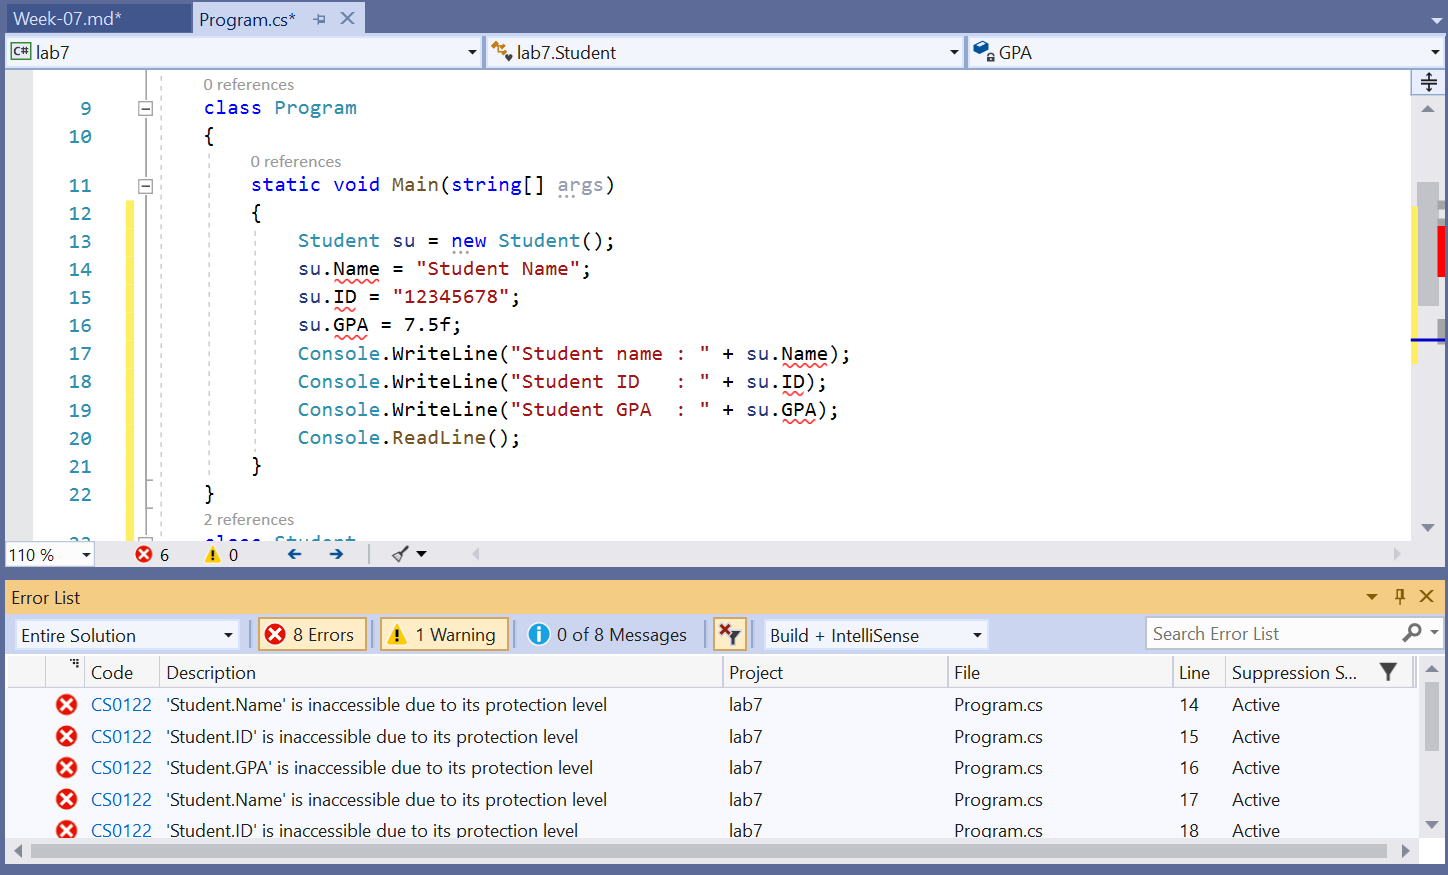 Week-07.md*
Program.cs*
C# lab7
lab7.Student
GPA
0 references
9 class Program
10 {
0 references
11 static void Main(string[] args)
12 {
13 Student su = new Student();
14 su.Name = "Student Name";
15 su.ID = "12345678";
16 su.GPA = 7.5f;
17 Console.WriteLine("Student name : " + su.Name);
18 Console.WriteLine("Student ID   : " + su.ID);
19 Console.WriteLine("Student GPA  : " + su.GPA);
20 Console.ReadLine();
21 }
22 }
2 references
23 class Student
110 % 6 0
Error List
Entire Solution 8 Errors 1 Warning 0 of 8 Messages Build + IntelliSense Search Error List
Code Description Project File Line Suppression S...
CS0122 'Student.Name' is inaccessible due to its protection level lab7 Program.cs 14 Active
CS0122 'Student.ID' is inaccessible due to its protection level lab7 Program.cs 15 Active
CS0122 'Student.GPA' is inaccessible due to its protection level lab7 Program.cs 16 Active
CS0122 'Student.Name' is inaccessible due to its protection level lab7 Program.cs 17 Active
CS0122 'Student.ID' is inaccessible due to its protection level lab7 Program.cs 18 Active